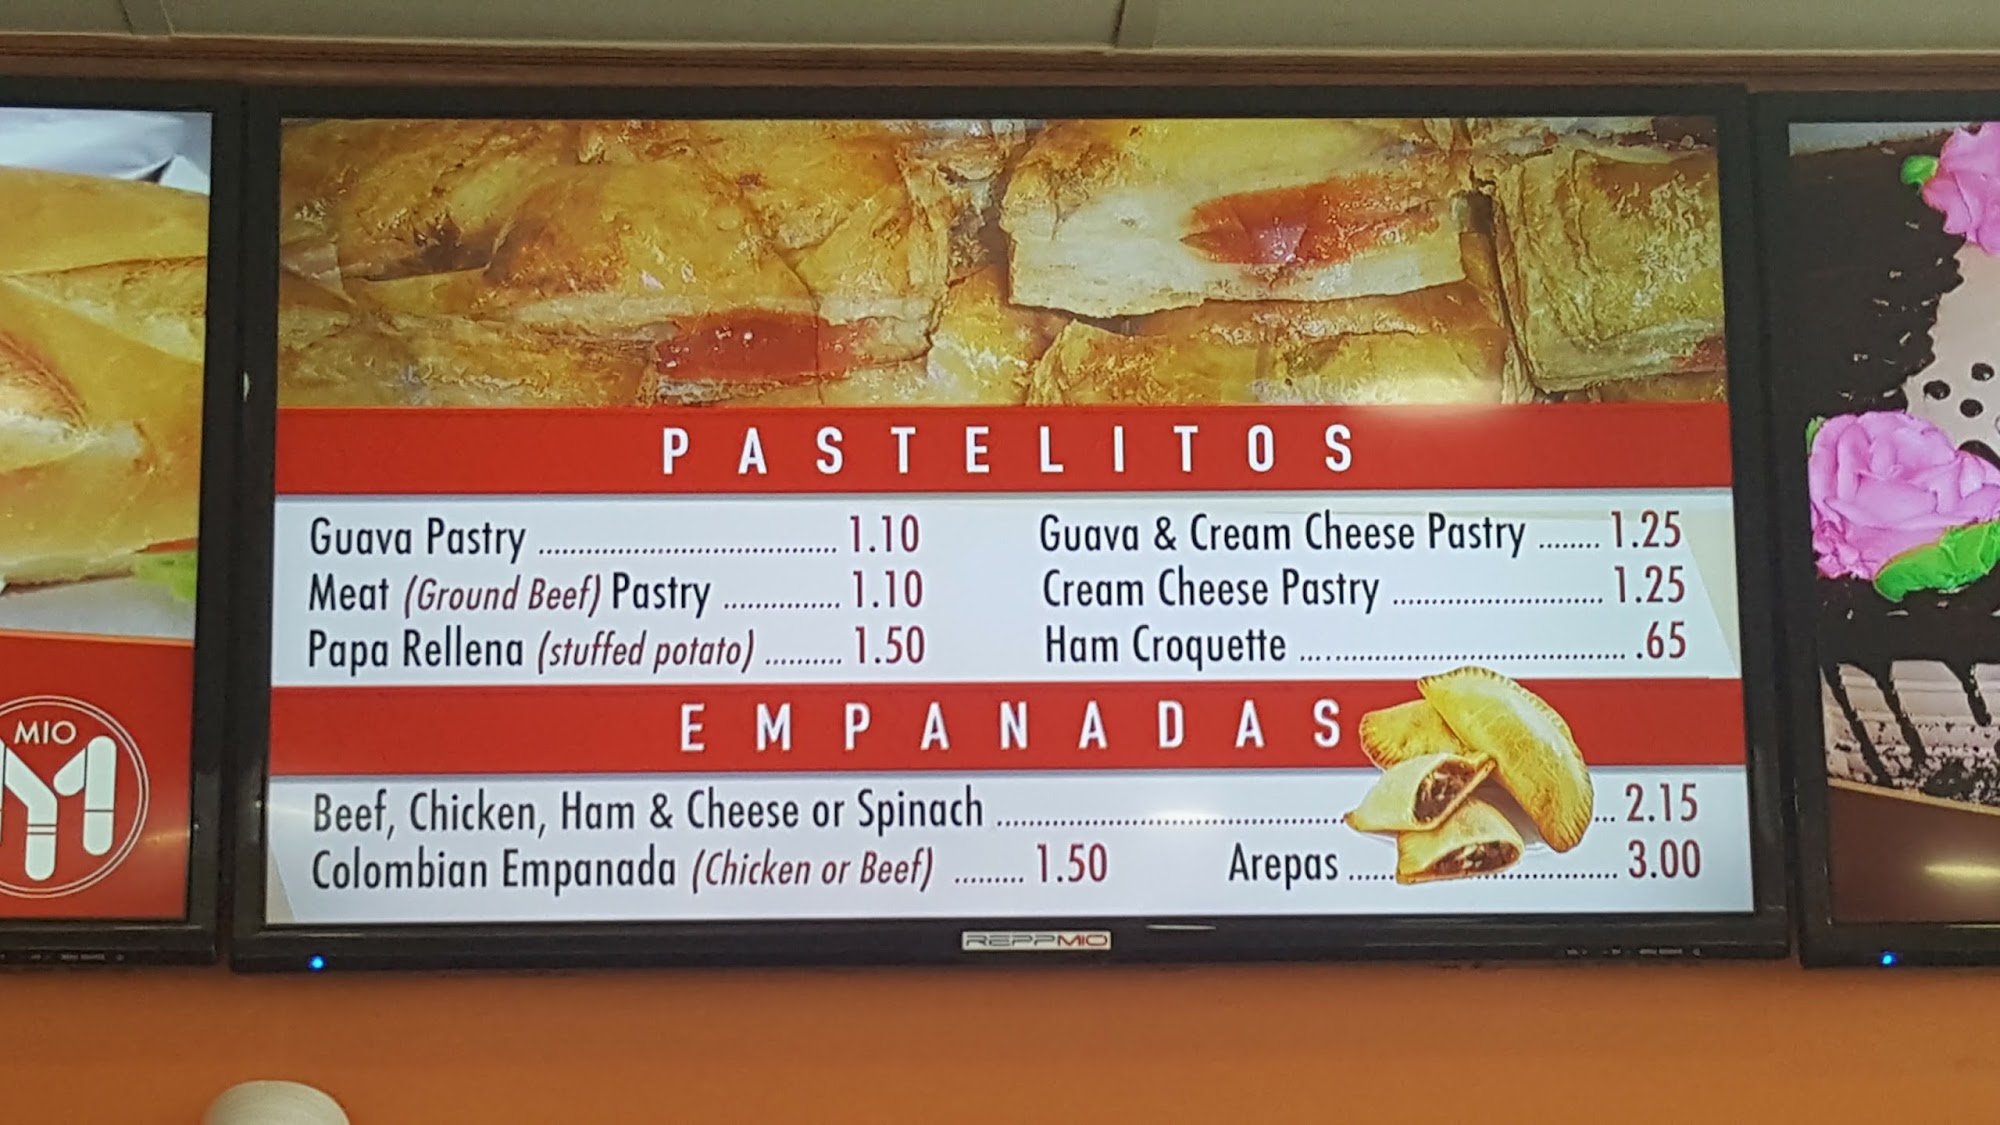 PASTELITOS
Guava Pastry ..................................... 1.10
Meat (Ground Beef) Pastry ............... 1.10
Papa Rellena (stuffed potato) .......... 1.50
Guava & Cream Cheese Pastry ........ 1.25
Cream Cheese Pastry .......................... 1.25
Ham Croquette ........................................ .65
EMPANADAS
Beef, Chicken, Ham & Cheese or Spinach ............................................... 2.15
Colombian Empanada (Chicken or Beef) ......... 1.50
Arepas .................................. 3.00
MIO
REPPMIO